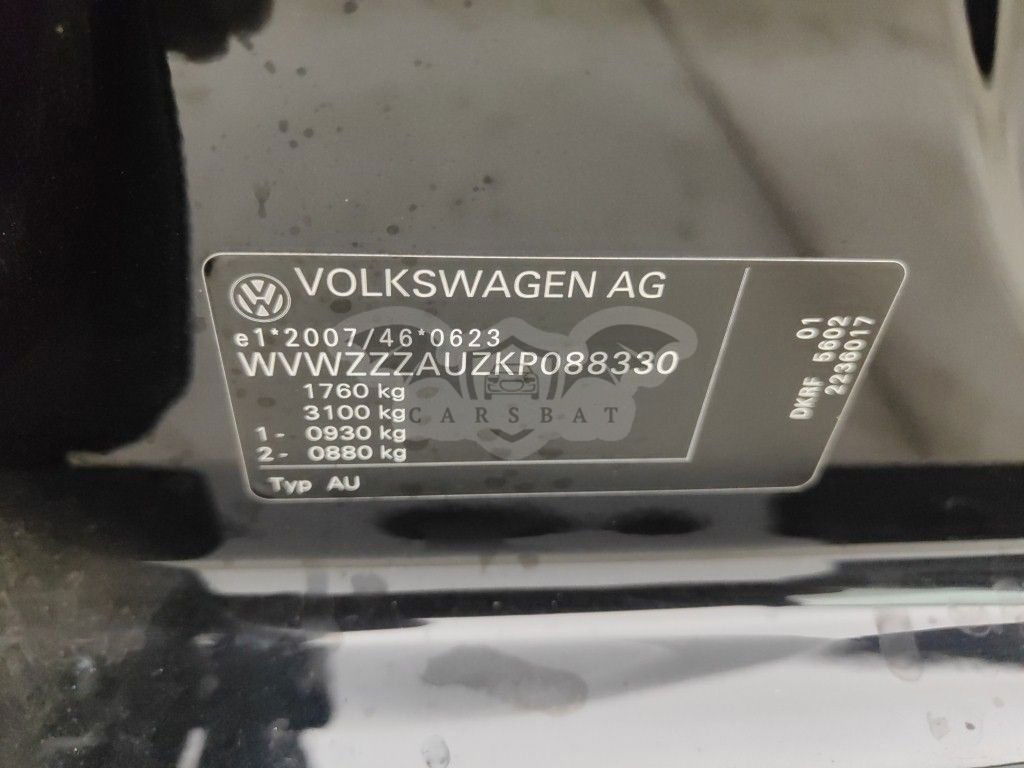 VOLKSWAGEN AG
e1*2007/46*0623
WVWZZZAUZKP088330
1760 kg
3100 kg
1- 0930 kg
2- 0880 kg
Typ AU
01
5602
DKRF 2236017
CARSBAT